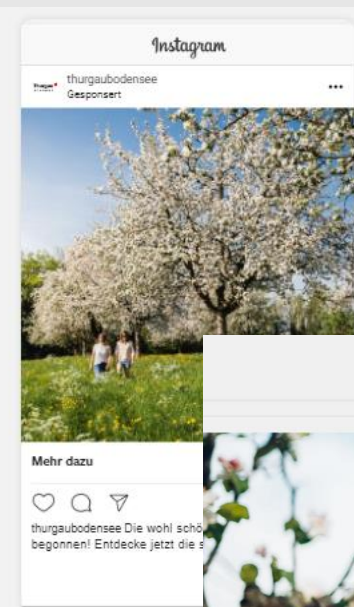 Instagram
thurgaubodensee
Gesponsert
Mehr dazu
thurgaubodensee Die wohl schö
begonnen! Entdecke jetzt die s